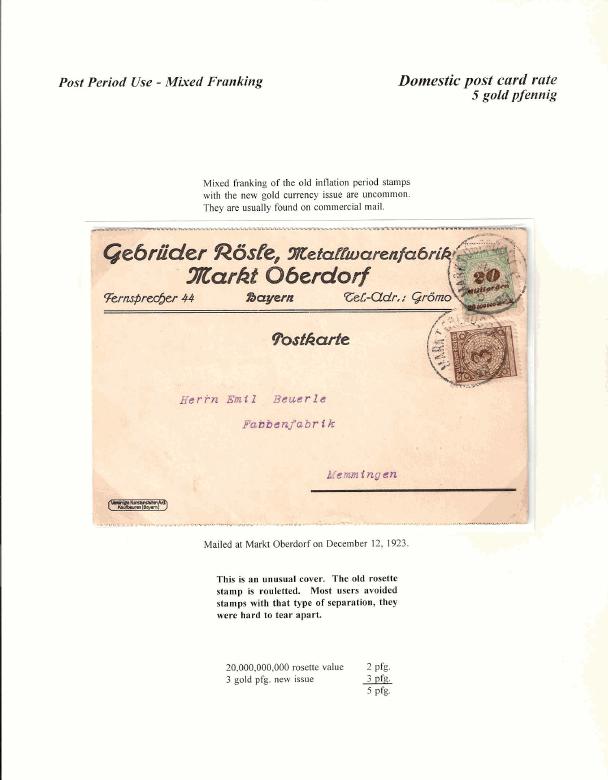 Post Period Use - Mixed Franking
Domestic post card rate
5 gold pfennig
Mixed franking of the old inflation period stamps
with the new gold currency issue are uncommon.
They are usually found on commercial mail.
Gebrüder Rösle, Metallwarenfabrik
Markt Oberdorf
Fernsprecher 44 Bayern Tel.-Adr.: Grömo
20
Milliarden
MARKT OBERDORF
3
Postkarte
Herrn Emil Beuerle
Fabbenfabrik
Memmingen
Kaufbeuren (Bayern)
Mailed at Markt Oberdorf on December 12, 1923.
This is an unusual cover. The old rosette
stamp is rouletted. Most users avoided
stamps with that type of separation, they
were hard to tear apart.
20,000,000,000 rosette value 2 pfg.
3 gold pfg. new issue 3 pfg.
5 pfg.